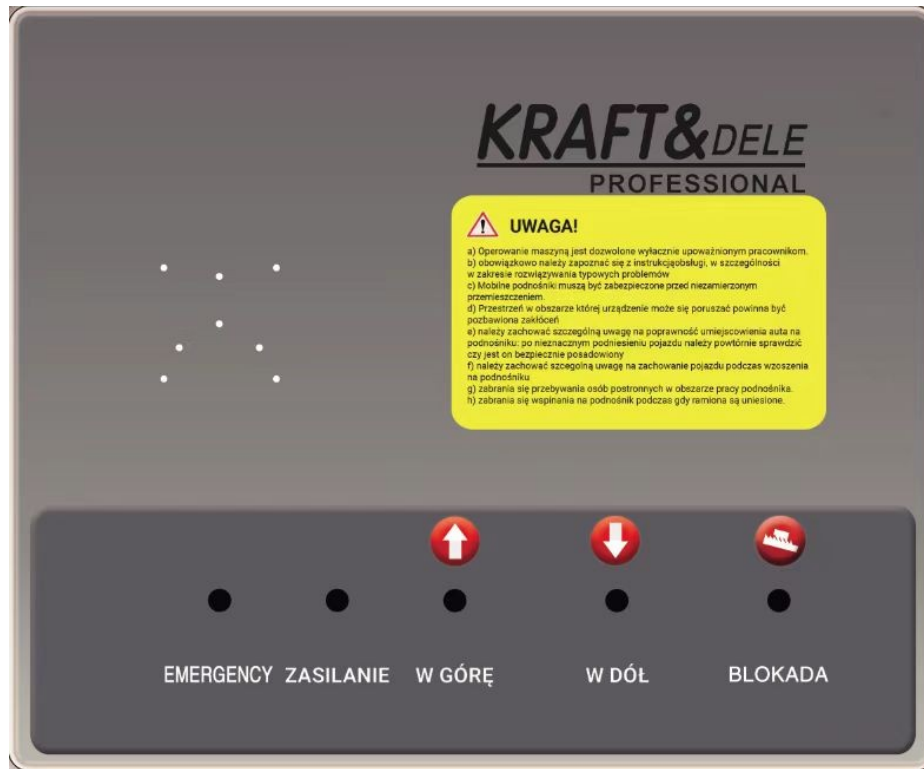 KRAFT&DELE
PROFESSIONAL
UWAGA!
a) Operowanie maszyną jest dozwolone wyłącznie upoważnionym pracownikom.
b) obowiązkowo należy zapoznać się z instrukcjąobsługi, w szczególności
w zakresie rozwiązywania typowych problemów
c) Mobilne podnośniki muszą być zabezpieczone przed niezamierzonym
przemieszczeniem.
d) Przestrzeń w obszarze której urządzenie może się poruszać powinna być
pozbawiona zakłóceń
e) należy zachować szczególną uwagę na poprawność umiejscowienia auta na
podnośniku: po nieznacznym podniesieniu pojazdu należy powtórnie sprawdzić
czy jest on bezpiecznie posadowiony
f) należy zachować szcegolną uwagę na zachowanie pojazdu podczas wzoszenia
na podnośniku
g) zabrania się przebywania osób postronnych w obszarze pracy podnośnika.
h) zabrania się wspinania na podnośnik podczas gdy ramiona są uniesione.
EMERGENCY ZASILANIE W GÓRĘ W DÓŁ BLOKADA